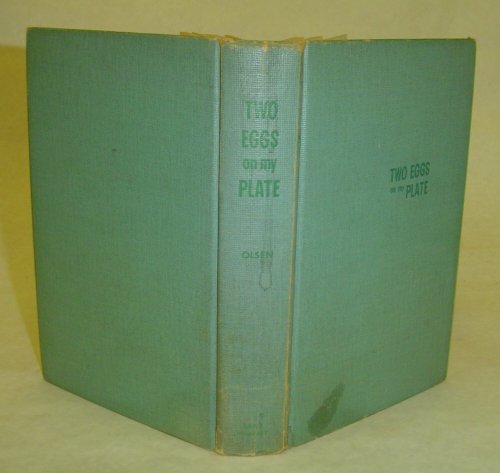 TWO
EGGS
on my
PLATE
OLSEN
TWO EGGS
on my PLATE